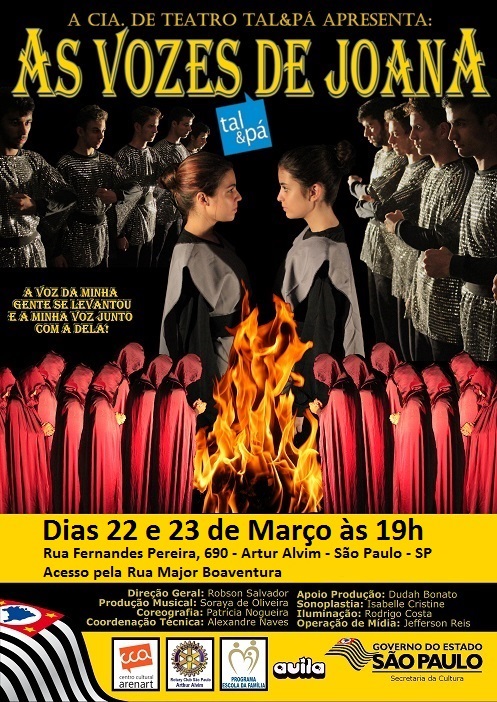 A CIA. DE TEATRO TAL&PÁ APRESENTA:
AS VOZES DE JOANA
tal
&pá
A VOZ DA MINHA
GENTE SE LEVANTOU
E A MINHA VOZ JUNTO
COM A DELA!
Dias 22 e 23 de Março às 19h
Rua Fernandes Pereira, 690 - Artur Alvim - São Paulo - SP
Acesso pela Rua Major Boaventura
Direção Geral: Robson Salvador
Produção Musical: Soraya de Oliveira
Coreografia: Patricia Nogueira
Coordenação Técnica: Alexandre Naves
Apoio Produção: Dudah Bonato
Sonoplastia: Isabelle Cristine
Iluminação: Rodrigo Costa
Operação de Mídia: Jefferson Reis
cca
centro cultural
arenart
Rotary Club São Paulo
Arthur Alvim
PROGRAMA
ESCOLA DA FAMÍLIA
avila
GOVERNO DO ESTADO
SÃO PAULO
Secretaria da Cultura